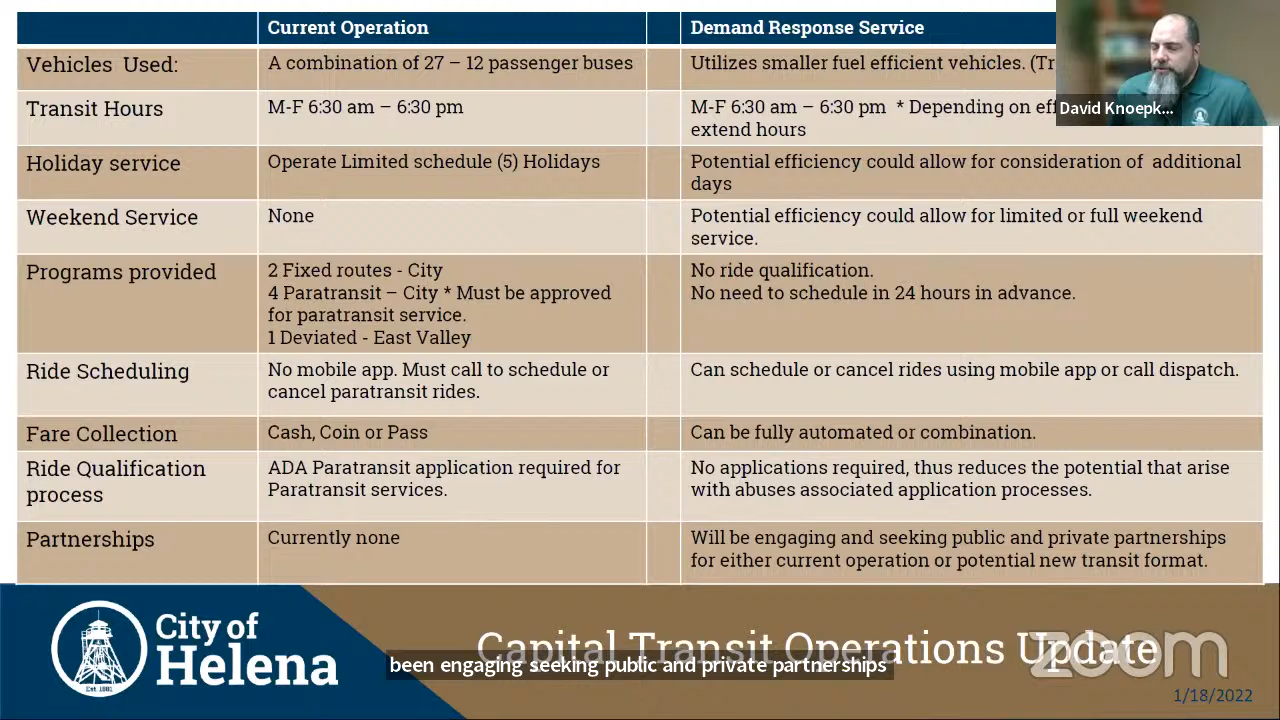 Current Operation
Demand Response Service
Vehicles Used:
A combination of 27 – 12 passenger buses
Utilizes smaller fuel efficient vehicles. (Tr
Transit Hours
M-F 6:30 am – 6:30 pm
M-F 6:30 am – 6:30 pm * Depending on eff
extend hours
David Knoepk...
Holiday service
Operate Limited schedule (5) Holidays
Potential efficiency could allow for consideration of additional
days
Weekend Service
None
Potential efficiency could allow for limited or full weekend
service.
Programs provided
2 Fixed routes - City
4 Paratransit – City * Must be approved
for paratransit service.
1 Deviated - East Valley
No ride qualification.
No need to schedule in 24 hours in advance.
Ride Scheduling
No mobile app. Must call to schedule or
cancel paratransit rides.
Can schedule or cancel rides using mobile app or call dispatch.
Fare Collection
Cash, Coin or Pass
Can be fully automated or combination.
Ride Qualification
process
ADA Paratransit application required for
Paratransit services.
No applications required, thus reduces the potential that arise
with abuses associated application processes.
Partnerships
Currently none
Will be engaging and seeking public and private partnerships
for either current operation or potential new transit format.
City of
Helena
Est. 1881
Capital Transit Operations Update
zoom
been engaging seeking public and private partnerships
1/18/2022